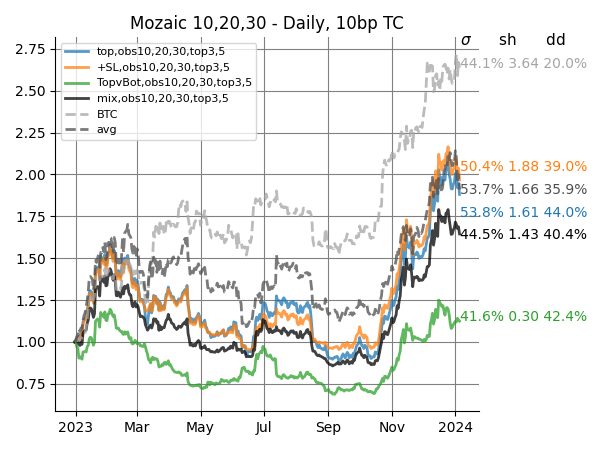 Mozaic 10,20,30 - Daily, 10bp TC
σ sh dd
2.75
2.50
2.25
2.00
1.75
1.50
1.25
1.00
0.75
top,obs10,20,30,top3,5
+SL,obs10,20,30,top3,5
TopvBot,obs10,20,30,top3,5
mix,obs10,20,30,top3,5
BTC
avg
44.1% 3.64 20.0%
50.4% 1.88 39.0%
53.7% 1.66 35.9%
53.8% 1.61 44.0%
44.5% 1.43 40.4%
41.6% 0.30 42.4%
2023 Mar May Jul Sep Nov 2024